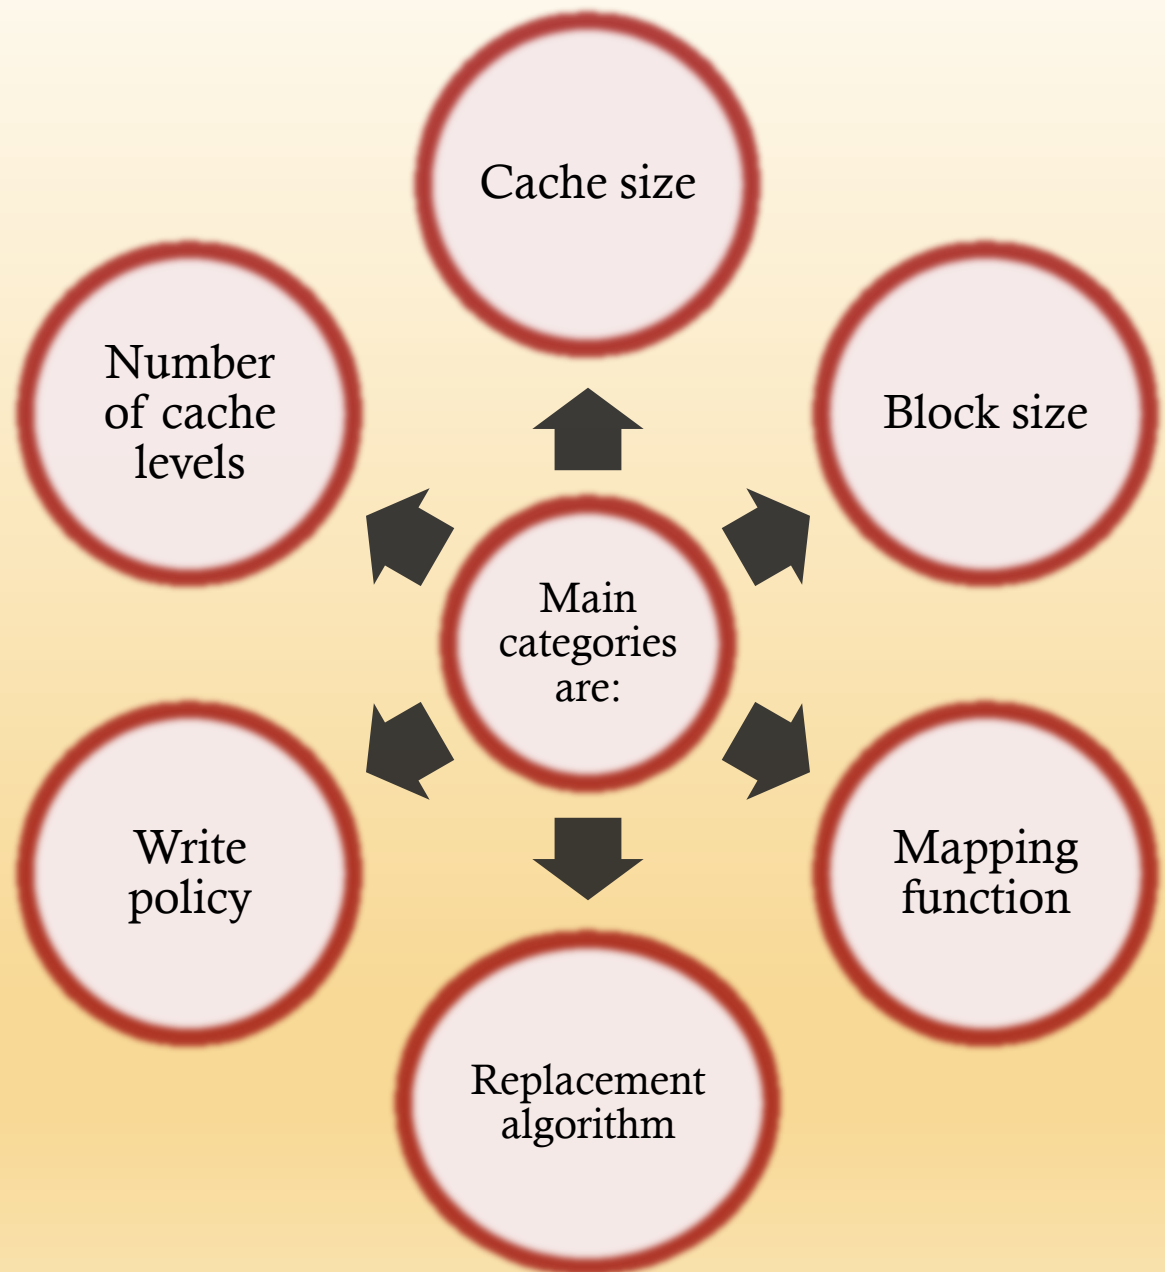 Cache size
Number
of cache
levels
Block size
Main
categories
are:
Write
policy
Mapping
function
Replacement
algorithm